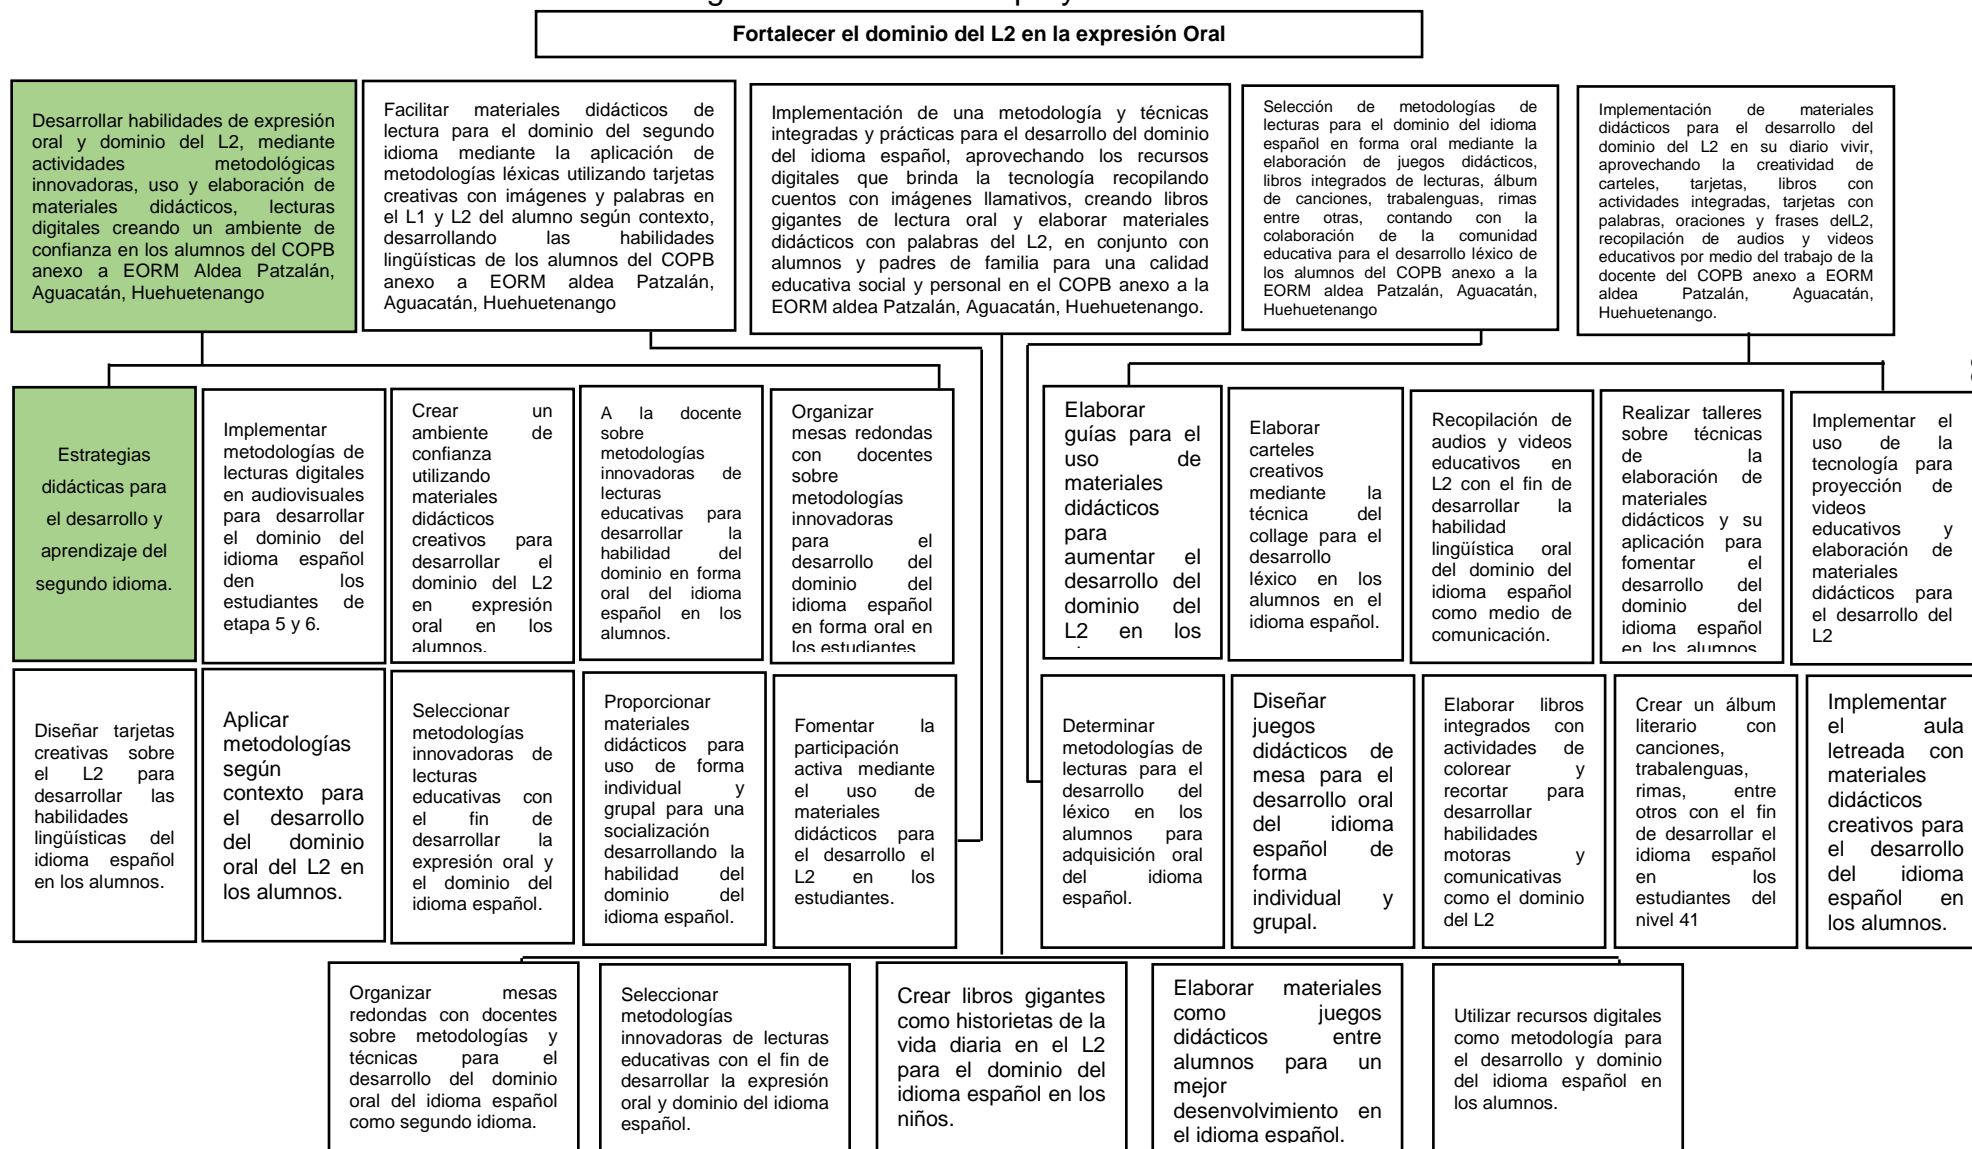 Fortalecer el dominio del L2 en la expresión Oral
Desarrollar habilidades de expresión
oral y dominio del L2, mediante
actividades metodológicas
innovadoras, uso y elaboración de
materiales didácticos, lecturas
digitales creando un ambiente de
confianza en los alumnos del COPB
anexo a EORM Aldea Patzalán,
Aguacatán, Huehuetenango
Facilitar materiales didácticos de
lectura para el dominio del segundo
idioma mediante la aplicación de
metodologías léxicas utilizando tarjetas
creativas con imágenes y palabras en
el L1 y L2 del alumno según contexto,
desarrollando las habilidades
lingüísticas de los alumnos del COPB
anexo a EORM aldea Patzalán,
Aguacatán, Huehuetenango
Implementación de una metodología y técnicas
integradas y prácticas para el desarrollo del dominio
del idioma español, aprovechando los recursos
digitales que brinda la tecnología recopilando
cuentos con imágenes llamativos, creando libros
gigantes de lectura oral y elaborar materiales
didácticos con palabras del L2, en conjunto con
alumnos y padres de familia para una calidad
educativa social y personal en el COPB anexo a la
EORM aldea Patzalán, Aguacatán, Huehuetenango.
Selección de metodologías de
lecturas para el dominio del idioma
español en forma oral mediante la
elaboración de juegos didácticos,
libros integrados de lecturas, álbum
de canciones, trabalenguas, rimas
entre otras, contando con la
colaboración de la comunidad
educativa para el desarrollo léxico de
los alumnos del COPB anexo a la
EORM aldea Patzalán, Aguacatán,
Huehuetenango
Implementación de materiales
didácticos para el desarrollo del
dominio del L2 en su diario vivir,
aprovechando la creatividad de
carteles, tarjetas, libros con
actividades integradas, tarjetas con
palabras, oraciones y frases delL2,
recopilación de audios y videos
educativos por medio del trabajo de la
docente del COPB anexo a EORM
aldea Patzalán, Aguacatán,
Huehuetenango.
Estrategias
didácticas para
el desarrollo y
aprendizaje del
segundo idioma.
Implementar
metodologías de
lecturas digitales
en audiovisuales
para desarrollar
el dominio del
idioma español
den los
estudiantes de
etapa 5 y 6.
Crear un
ambiente de
confianza
utilizando
materiales
didácticos
creativos para
desarrollar el
dominio del L2
en expresión
oral en los
alumnos.
A la docente
sobre
metodologías
innovadoras de
lecturas
educativas para
desarrollar la
habilidad del
dominio en forma
oral del idioma
español en los
alumnos.
Organizar
mesas redondas
con docentes
sobre
metodologías
innovadoras
para el
desarrollo del
dominio del
idioma español
en forma oral en
los estudiantes
Elaborar
guías para el
uso de
materiales
didácticos
para
aumentar el
desarrollo del
dominio del
L2 en los
Elaborar
carteles
creativos
mediante la
técnica del
collage para el
desarrollo
léxico en los
alumnos en el
idioma español.
Recopilación de
audios y videos
educativos en
L2 con el fin de
desarrollar la
habilidad
lingüística oral
del dominio del
idioma español
como medio de
comunicación.
Realizar talleres
sobre técnicas
de la
elaboración de
materiales
didácticos y su
aplicación para
fomentar el
desarrollo del
dominio del
idioma español
en los alumnos
Implementar el
uso de la
tecnología para
proyección de
videos
educativos y
elaboración de
materiales
didácticos para
el desarrollo del
L2
Diseñar tarjetas
creativas sobre
el L2 para
desarrollar las
habilidades
lingüísticas del
idioma español
en los alumnos.
Aplicar
metodologías
según
contexto para
el desarrollo
del dominio
oral del L2 en
los alumnos.
Seleccionar
metodologías
innovadoras de
lecturas
educativas con
el fin de
desarrollar la
expresión oral y
el dominio del
idioma español.
Proporcionar
materiales
didácticos para
uso de forma
individual y
grupal para una
socialización
desarrollando la
habilidad del
dominio del
idioma español.
Fomentar la
participación
activa mediante
el uso de
materiales
didácticos para
el desarrollo el
L2 en los
estudiantes.
Determinar
metodologías de
lecturas para el
desarrollo del
léxico en los
alumnos para
adquisición oral
del idioma
español.
Diseñar
juegos
didácticos de
mesa para el
desarrollo oral
del idioma
español de
forma
individual y
grupal.
Elaborar libros
integrados con
actividades de
colorear y
recortar para
desarrollar
habilidades
motoras y
comunicativas
como el dominio
del L2
Crear un álbum
literario con
canciones,
trabalenguas,
rimas, entre
otros con el fin
de desarrollar el
idioma español
en los
estudiantes del
nivel 41
Implementar
el aula
letreada con
materiales
didácticos
creativos para
el desarrollo
del idioma
español en
los alumnos.
Organizar mesas
redondas con docentes
sobre metodologías y
técnicas para el
desarrollo del dominio
oral del idioma español
como segundo idioma.
Seleccionar
metodologías
innovadoras de lecturas
educativas con el fin de
desarrollar la expresión
oral y dominio del idioma
español.
Crear libros gigantes
como historietas de la
vida diaria en el L2
para el dominio del
idioma español en los
niños.
Elaborar materiales
como juegos
didácticos entre
alumnos para un
mejor
desenvolvimiento en
el idioma español.
Utilizar recursos digitales
como metodología para
el desarrollo y dominio
del idioma español en
los alumnos.